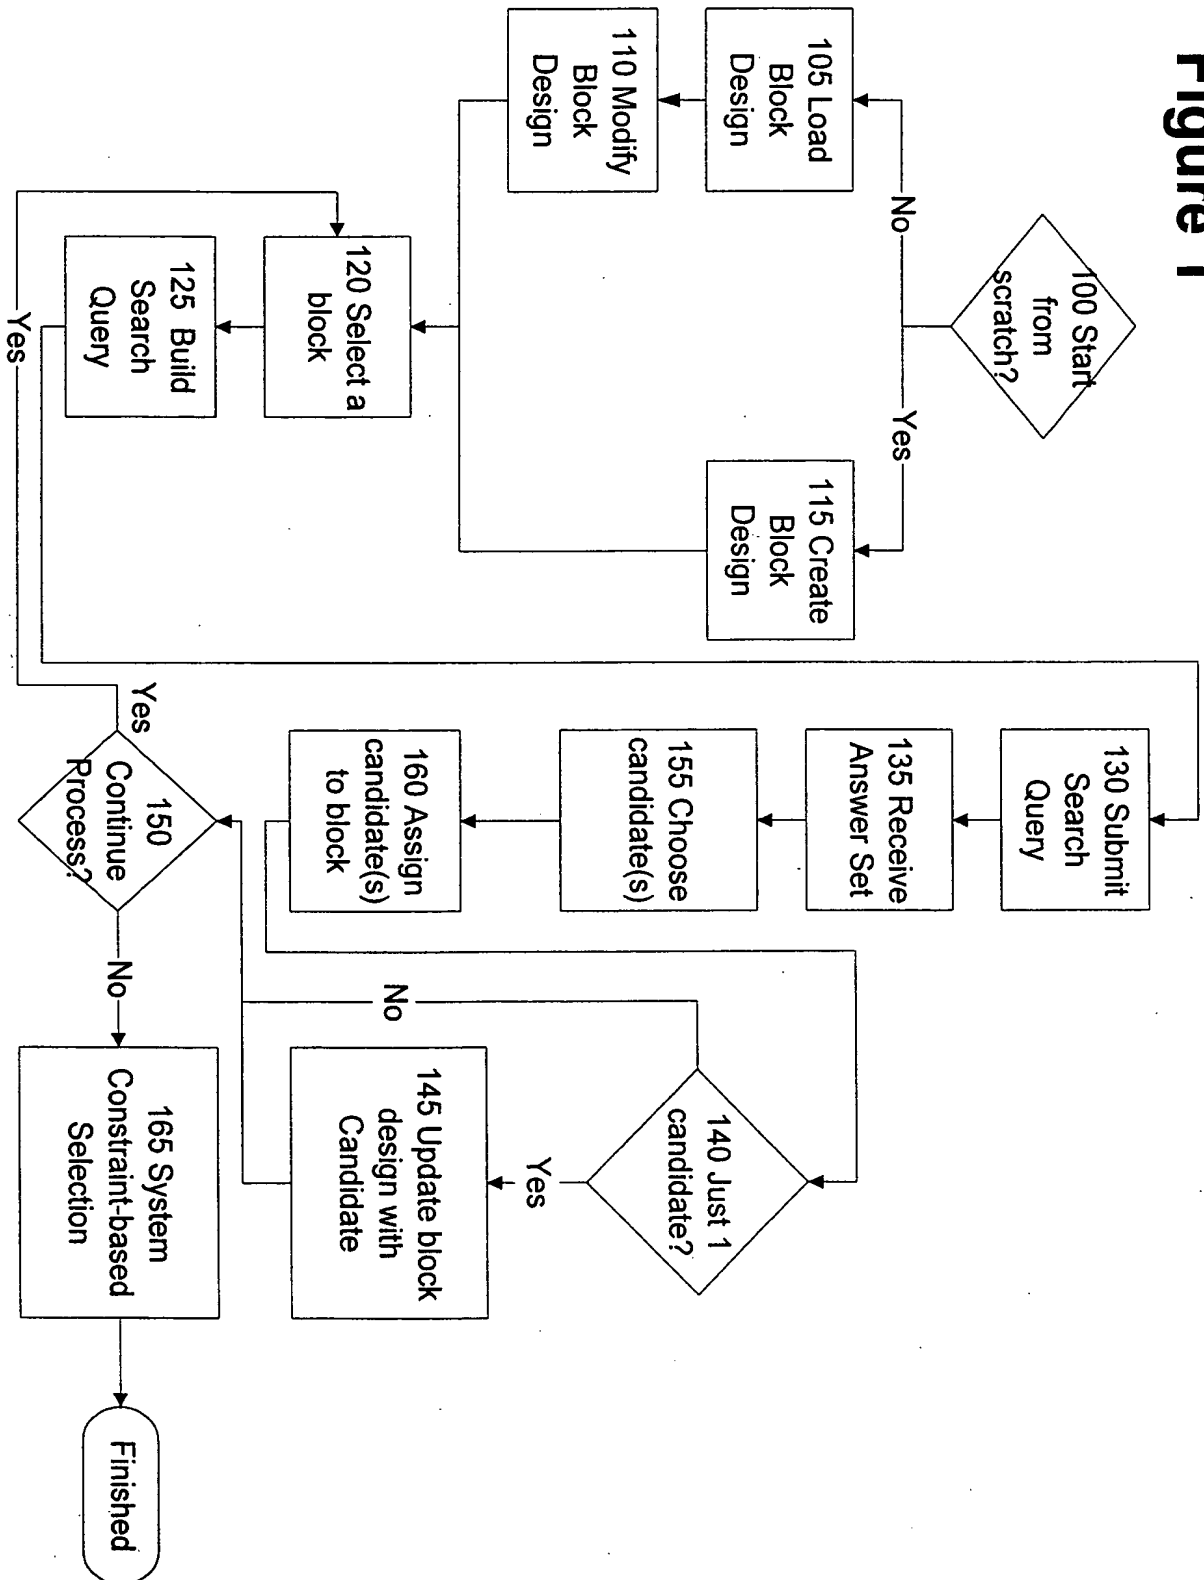 Figure 1
100 Start
from
scratch?
No
Yes
105 Load
Block
Design
110 Modify
Block
Design
115 Create
Block
Design
120 Select a
block
125 Build
Search
Query
130 Submit
Search
Query
135 Receive
Answer Set
155 Choose
candidate(s)
160 Assign
candidate(s)
to block
140 Just 1
candidate?
No
Yes
145 Update block
design with
Candidate
150
Continue
Process?
Yes
Yes
No
165 System
Constraint-based
Selection
Finished